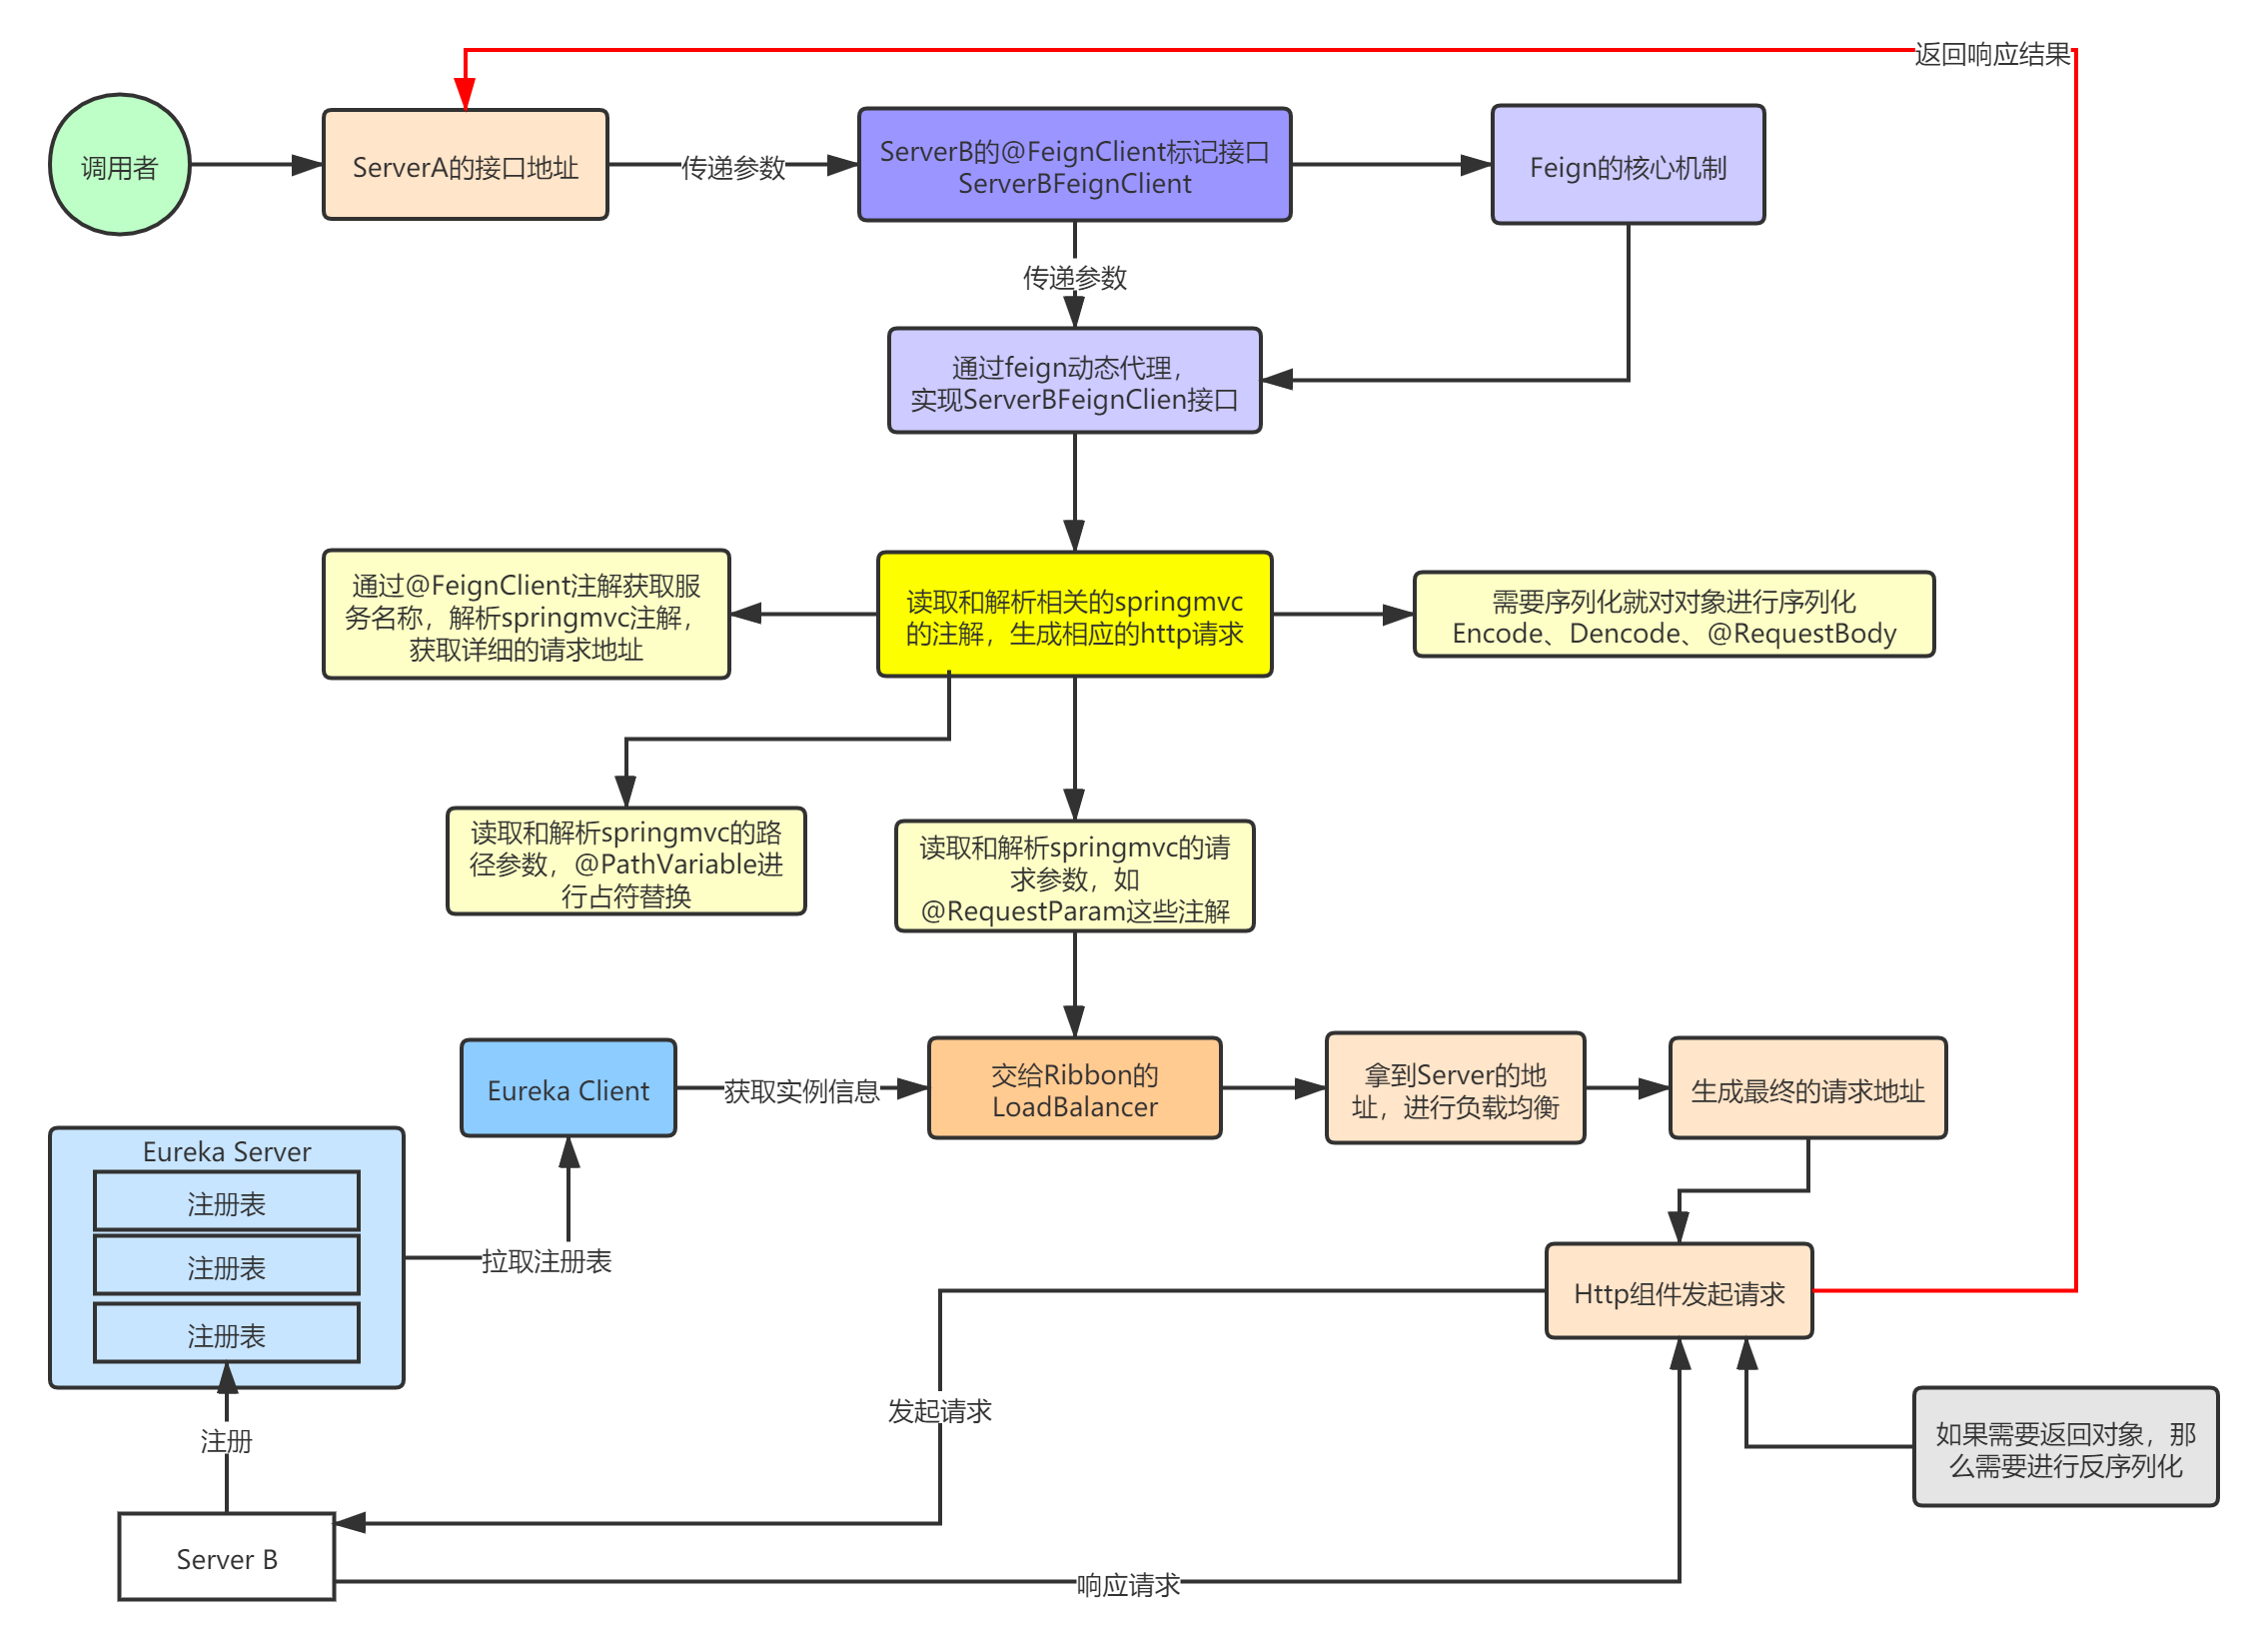 返回响应结果
调用者
ServerA的接口地址
传递参数
ServerB的@FeignClient标记接口
ServerBFeignClient
Feign的核心机制
传递参数
通过feign动态代理，
实现ServerBFeignClien接口
通过@FeignClient注解获取服
务名称，解析springmvc注解，
获取详细的请求地址
读取和解析相关的springmvc
的注解，生成相应的http请求
需要序列化就对对象进行序列化
Encode、Dencode、@RequestBody
读取和解析springmvc的路
径参数，@PathVariable进
行占符替换
读取和解析springmvc的请
求参数，如
@RequestParam这些注解
Eureka Client
获取实例信息
交给Ribbon的
LoadBalancer
拿到Server的地
址，进行负载均衡
生成最终的请求地址
Eureka Server
注册表
注册表
注册表
拉取注册表
Http组件发起请求
发起请求
注册
如果需要返回对象，那
么需要进行反序列化
Server B
响应请求